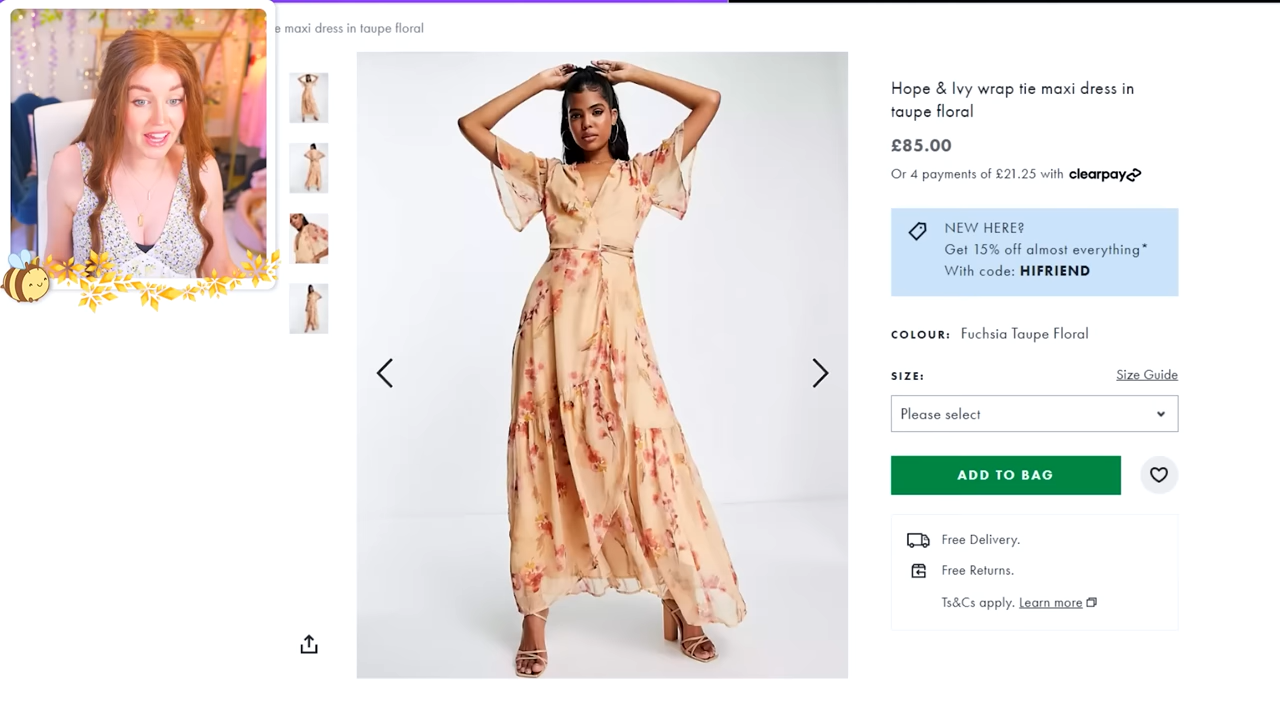 e maxi dress in taupe floral
Hope & Ivy wrap tie maxi dress in
taupe floral
£85.00
Or 4 payments of £21.25 with clearpay
NEW HERE?
Get 15% off almost everything*
With code: HIFRIEND
COLOUR: Fuchsia Taupe Floral
SIZE: Size Guide
Please select
ADD TO BAG
Free Delivery.
Free Returns.
Ts&Cs apply. Learn more